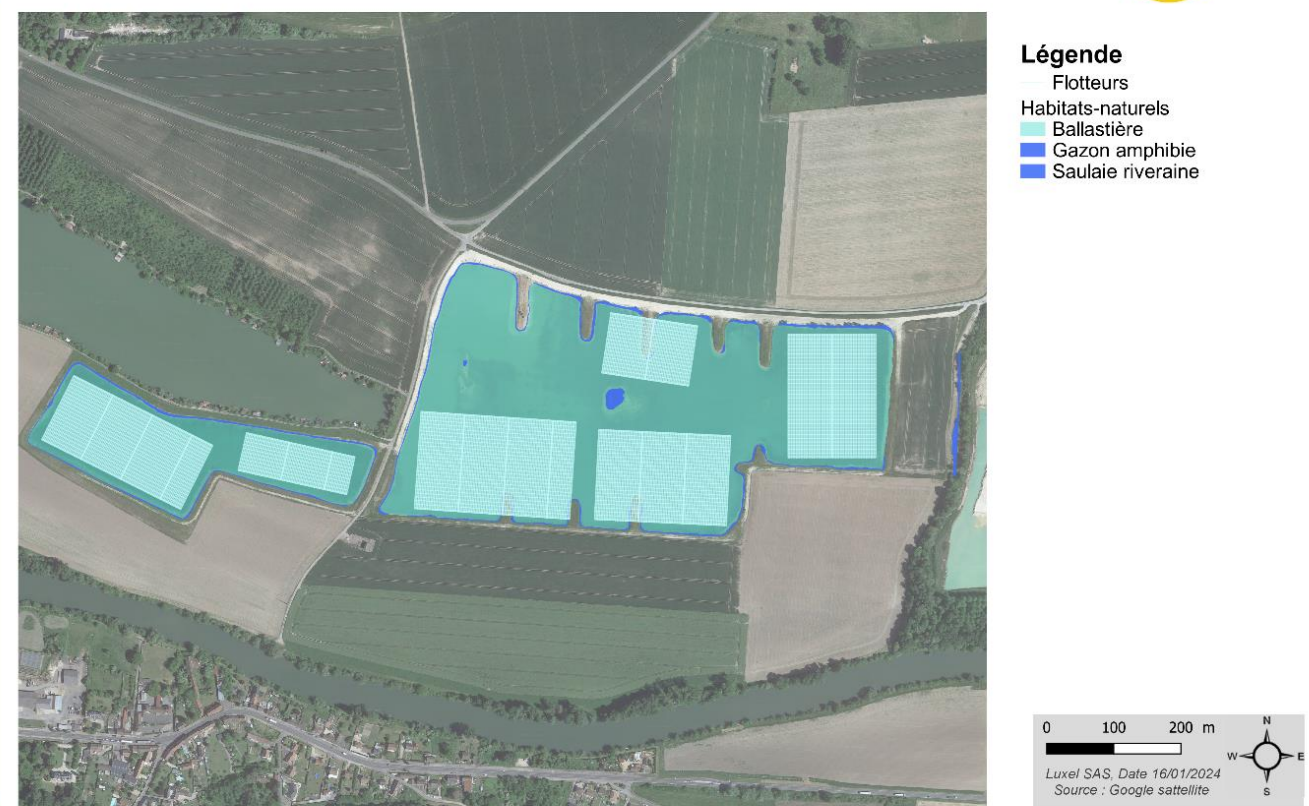 Légende
Flotteurs
Habitats-naturels
Ballastière
Gazon amphibie
Saulaie riveraine
0 100 200 m
N
W E
S
Luxel SAS, Date 16/01/2024
Source : Google sattellite